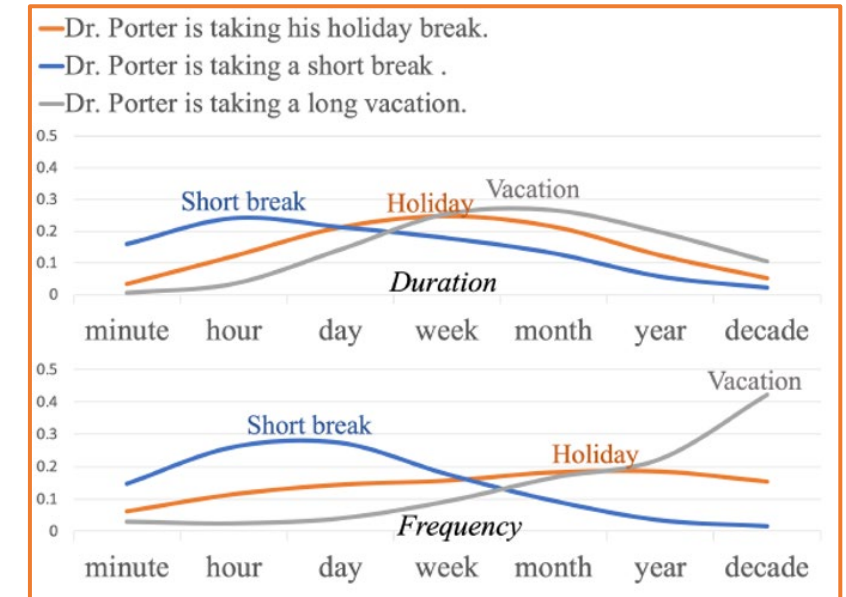 Dr. Porter is taking his holiday break.
Dr. Porter is taking a short break .
Dr. Porter is taking a long vacation.
0.5
0.4
0.3
0.2
0.1
0
Short break
Holiday
Vacation
Duration
minute hour day week month year decade
0.5
0.4
0.3
0.2
0.1
0
Vacation
Short break
Holiday
Frequency
minute hour day week month year decade